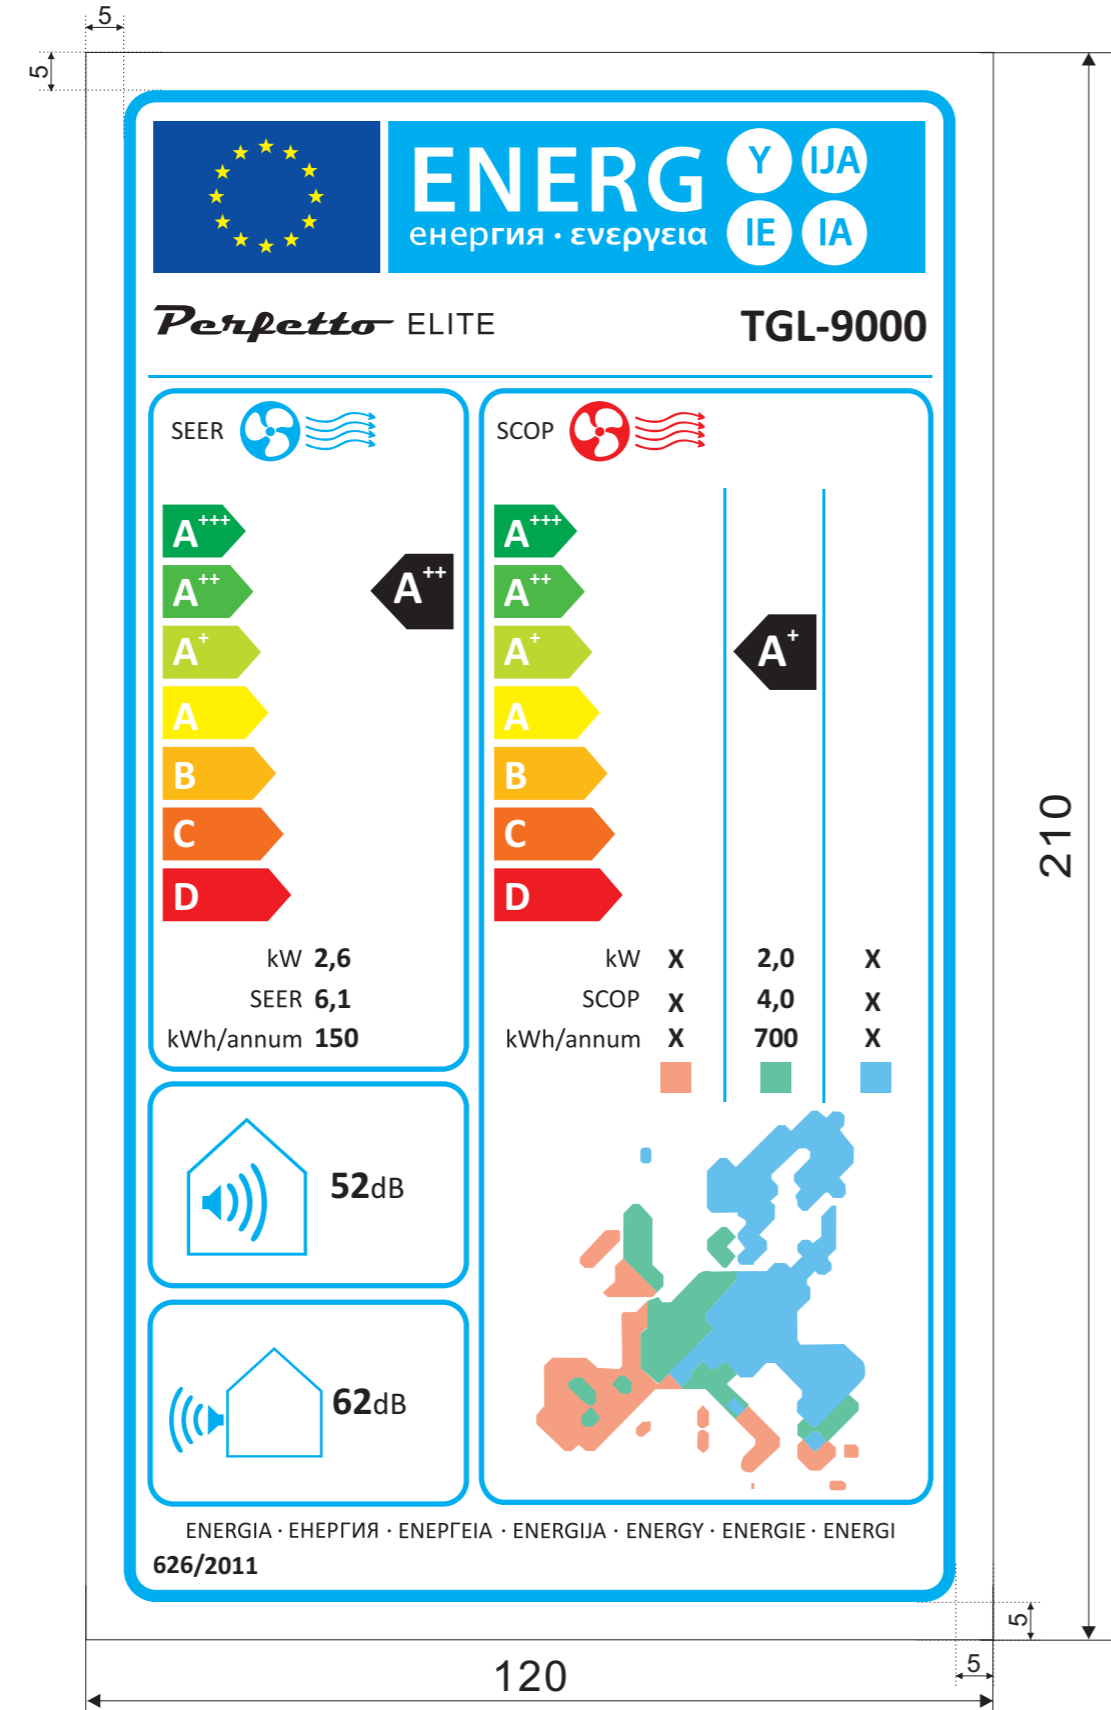 5
5
ENERG Y IJA
енергия · ενεργεια IE IA
Perfetto ELITE TGL-9000
SEER
SCOP
A+++ A+++
A++ A++ A++
A+ A+ A+
A A
B B
C C
D D
kW 2,6
SEER 6,1
kWh/annum 150
kW X 2,0 X
SCOP X 4,0 X
kWh/annum X 700 X
52dB
62dB
ENERGIA · ЕНЕРГИЯ · ΕΝΕΡΓΕΙΑ · ENERGIJA · ENERGY · ENERGIE · ENERGI
626/2011
210
5
5
120